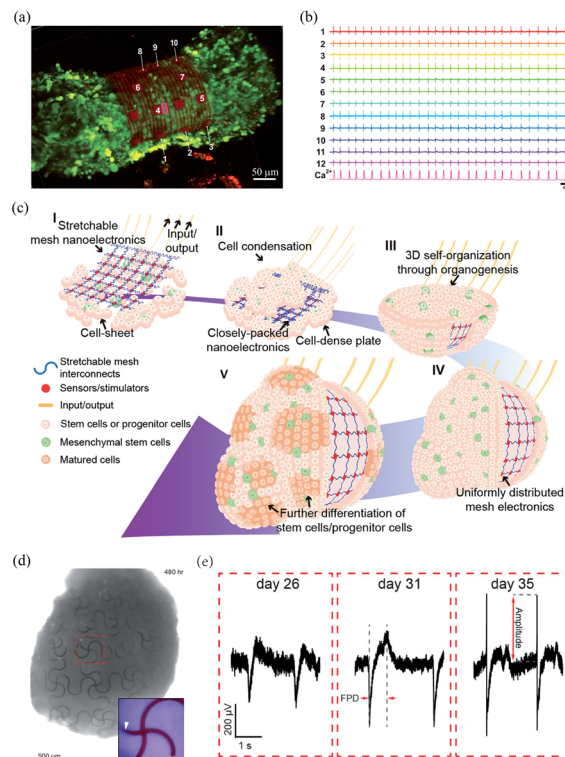 (a)
8
9
10
7
6
5
4
1
2
3
50 μm
(b)
1
2
3
4
5
6
7
8
9
10
11
12
Ca²⁺
(c)
I
Stretchable
mesh nanoelectronics
Input/
output
Cell-sheet
II
Cell condensation
Closely-packed
nanoelectronics
Cell-dense plate
III
3D self-organization
through organogenesis
Stretchable mesh
interconnects
Sensors/stimulators
Input/output
Stem cells or progenitor cells
Mesenchymal stem cells
Matured cells
V
Further differentiation of
stem cells/progenitor cells
IV
Uniformly distributed
mesh electronics
(d)
480 hr
500 μm
(e)
day 26
day 31
day 35
200 μV
1 s
FPD
Amplitude